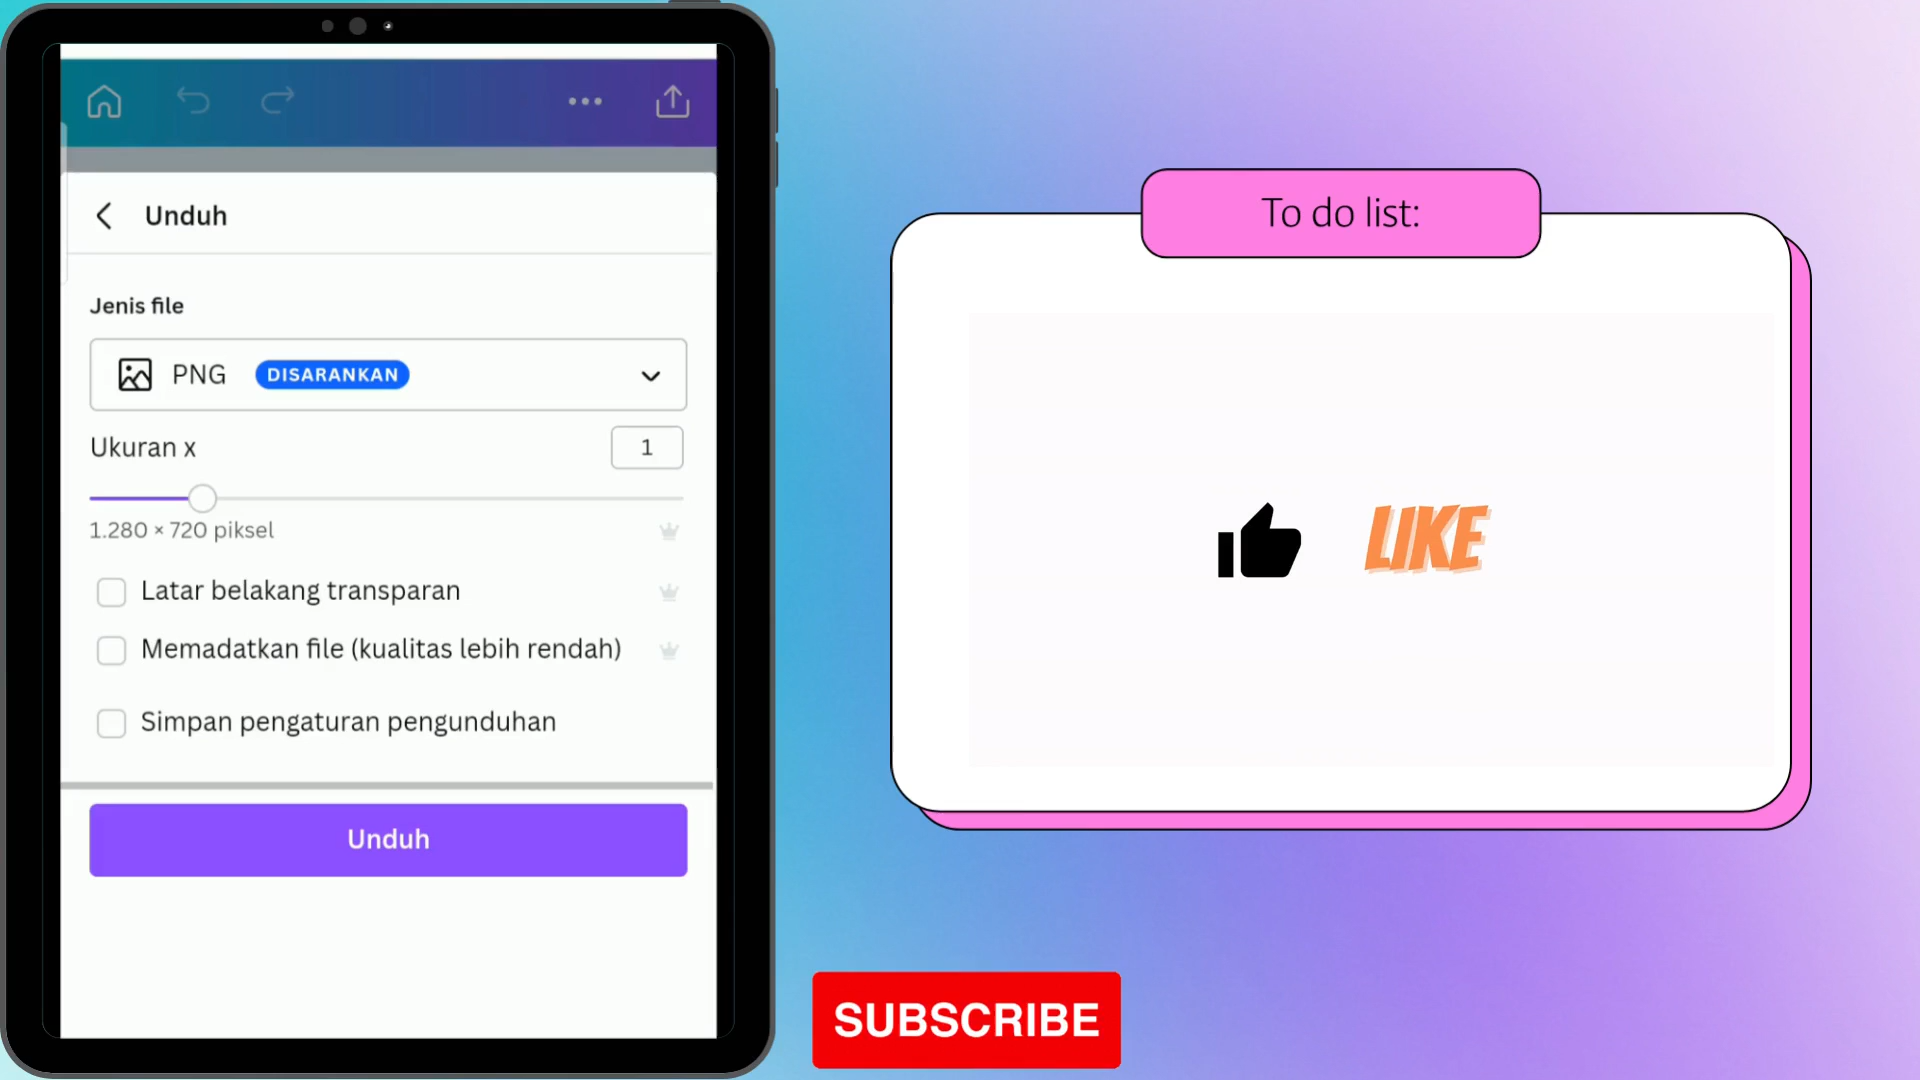 Unduh
Jenis file
PNG DISARANKAN
Ukuran x 1
1.280 × 720 piksel
Latar belakang transparan
Memadatkan file (kualitas lebih rendah)
Simpan pengaturan pengunduhan
Unduh
To do list:
LIKE
SUBSCRIBE